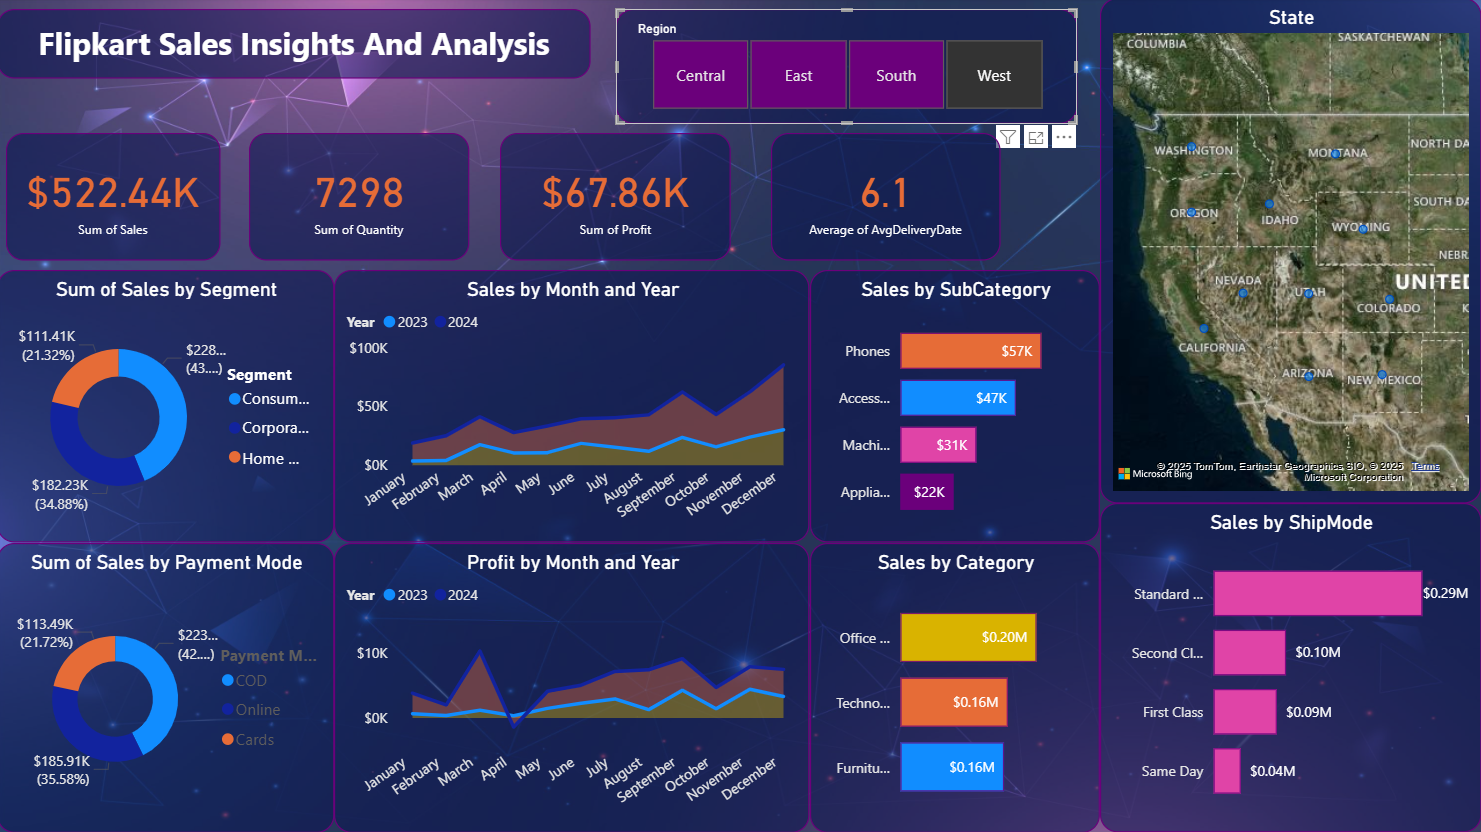 Flipkart Sales Insights And Analysis
Region
Central
East
South
West
$522.44K
Sum of Sales
7298
Sum of Quantity
$67.86K
Sum of Profit
6.1
Average of AvgDeliveryDate
Sum of Sales by Segment
$111.41K
(21.32%)
$228...
(43....)
Segment
Consum...
Corpora...
Home ...
$182.23K
(34.88%)
Sales by Month and Year
Year 2023 2024
$100K
$50K
$0K
January
February
March
April
May
June
July
August
September
October
November
December
Sales by SubCategory
Phones $57K
Access... $47K
Machi... $31K
Applia... $22K
State
COLUMBIA
SASKATCHEWAN
WASHINGTON
MONTANA
NORTH DA
OREGON
IDAHO
SOUTH DA
WYOMING
NEBR
NEVADA
UTAH
UNITED
COLORADO
K
CALIFORNIA
ARIZONA
NEW MEXICO
Microsoft Bing
© 2025 TomTom, Earthstar Geographics SIO, © 2025 Terms
Microsoft Corporation
Sum of Sales by Payment Mode
$113.49K
(21.72%)
$223...
(42....)
Payment M...
COD
Online
Cards
$185.91K
(35.58%)
Profit by Month and Year
Year 2023 2024
$10K
$0K
January
February
March
April
May
June
July
August
September
October
November
December
Sales by Category
Office ... $0.20M
Techno... $0.16M
Furnitu... $0.16M
Sales by ShipMode
Standard ... $0.29M
Second Cl... $0.10M
First Class $0.09M
Same Day $0.04M